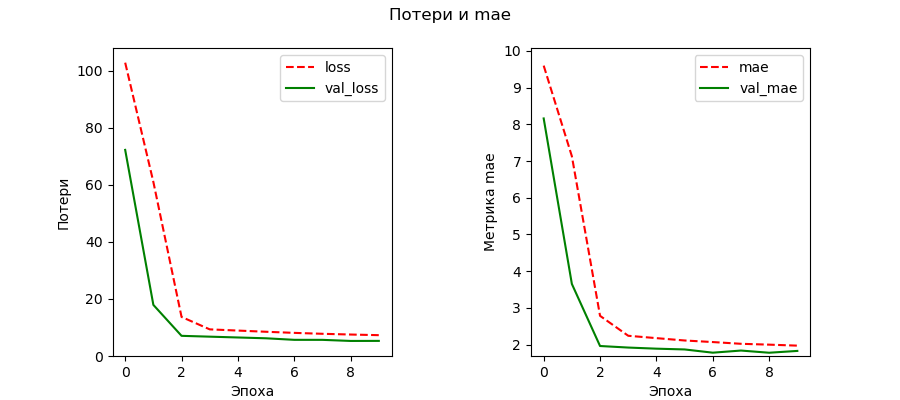 Потери и mae
loss
val_loss
100
80
60
40
20
0
Потери
0 2 4 6 8
Эпоха
mae
val_mae
10
9
8
7
6
5
4
3
2
Метрика mae
0 2 4 6 8
Эпоха